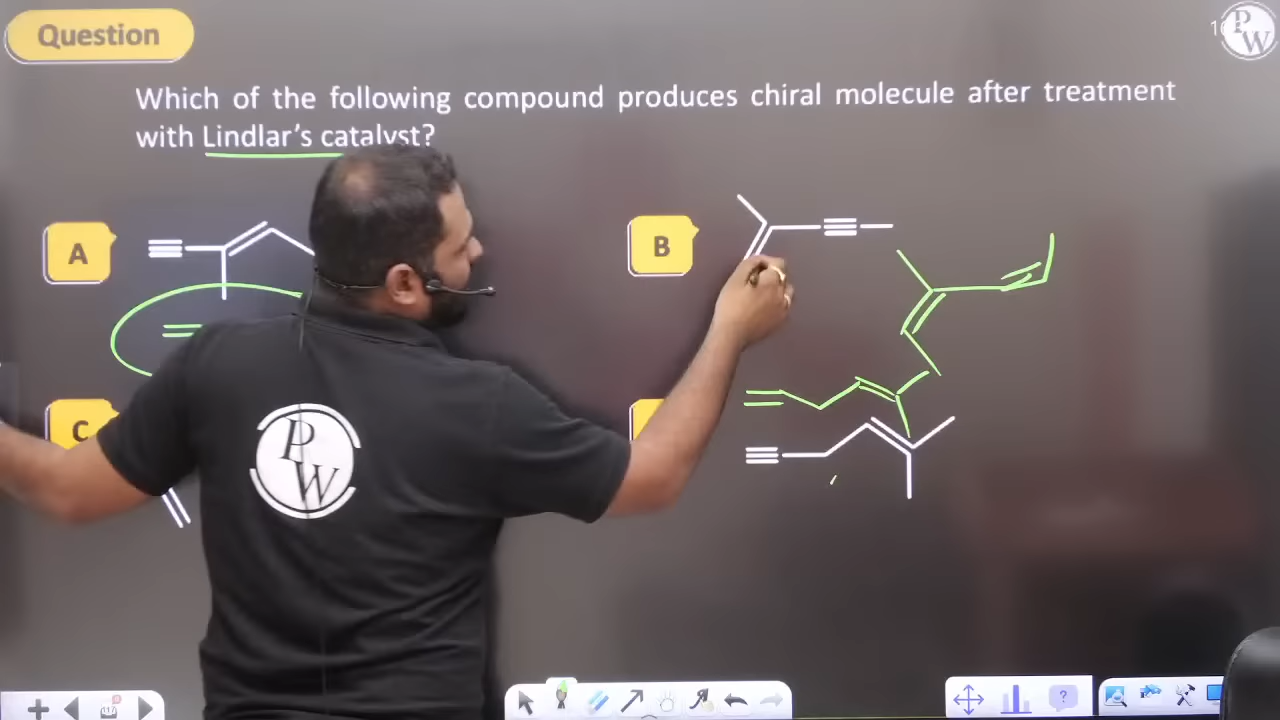 Question
Which of the following compound produces chiral molecule after treatment
with Lindlar's catalyst?
A
B
C
PW
PW